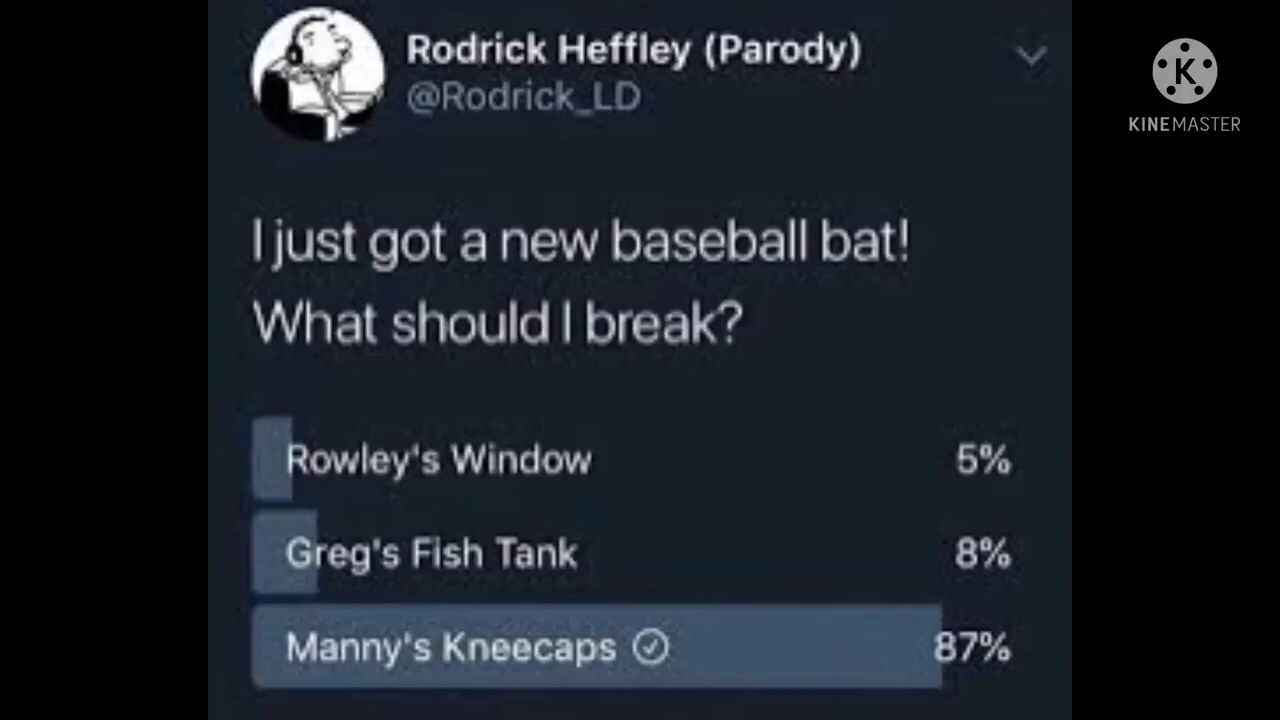 Rodrick Heffley (Parody)
@Rodrick_LD
K
KINEMASTER
I just got a new baseball bat!
What should I break?
Rowley's Window 5%
Greg's Fish Tank 8%
Manny's Kneecaps 87%